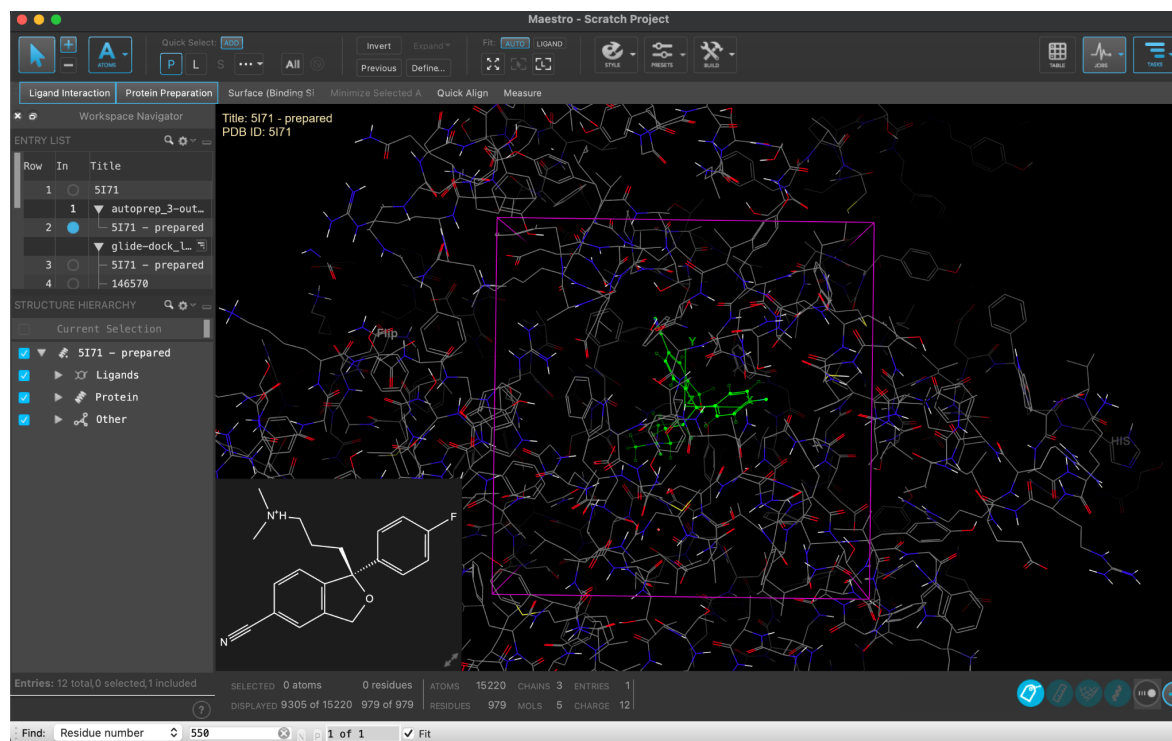 Maestro - Scratch Project
Quick Select: ADD
ATOMS
P L S ... All
Invert Expand
Previous Define...
Fit: AUTO LIGAND
STYLE
PRESETS
BUILD
TABLE
JOBS
TASKS
Ligand Interaction Protein Preparation Surface (Binding Si Minimize Selected A Quick Align Measure
Workspace Navigator
ENTRY LIST
Row In Title
1 5I71
1 autoprep_3-out...
2 5I71 - prepared
glide-dock_l...
3 5I71 - prepared
4 146570
STRUCTURE HIERARCHY
Current Selection
5I71 - prepared
Ligands
Protein
Other
Title: 5I71 - prepared
PDB ID: 5I71
Flip
Y
HIS
N+H
F
O
N
Entries: 12 total,0 selected,1 included
?
SELECTED 0 atoms 0 residues ATOMS 15220 CHAINS 3 ENTRIES 1
DISPLAYED 9305 of 15220 979 of 979 RESIDUES 979 MOLS 5 CHARGE 12
Find: Residue number 550 1 of 1 Fit